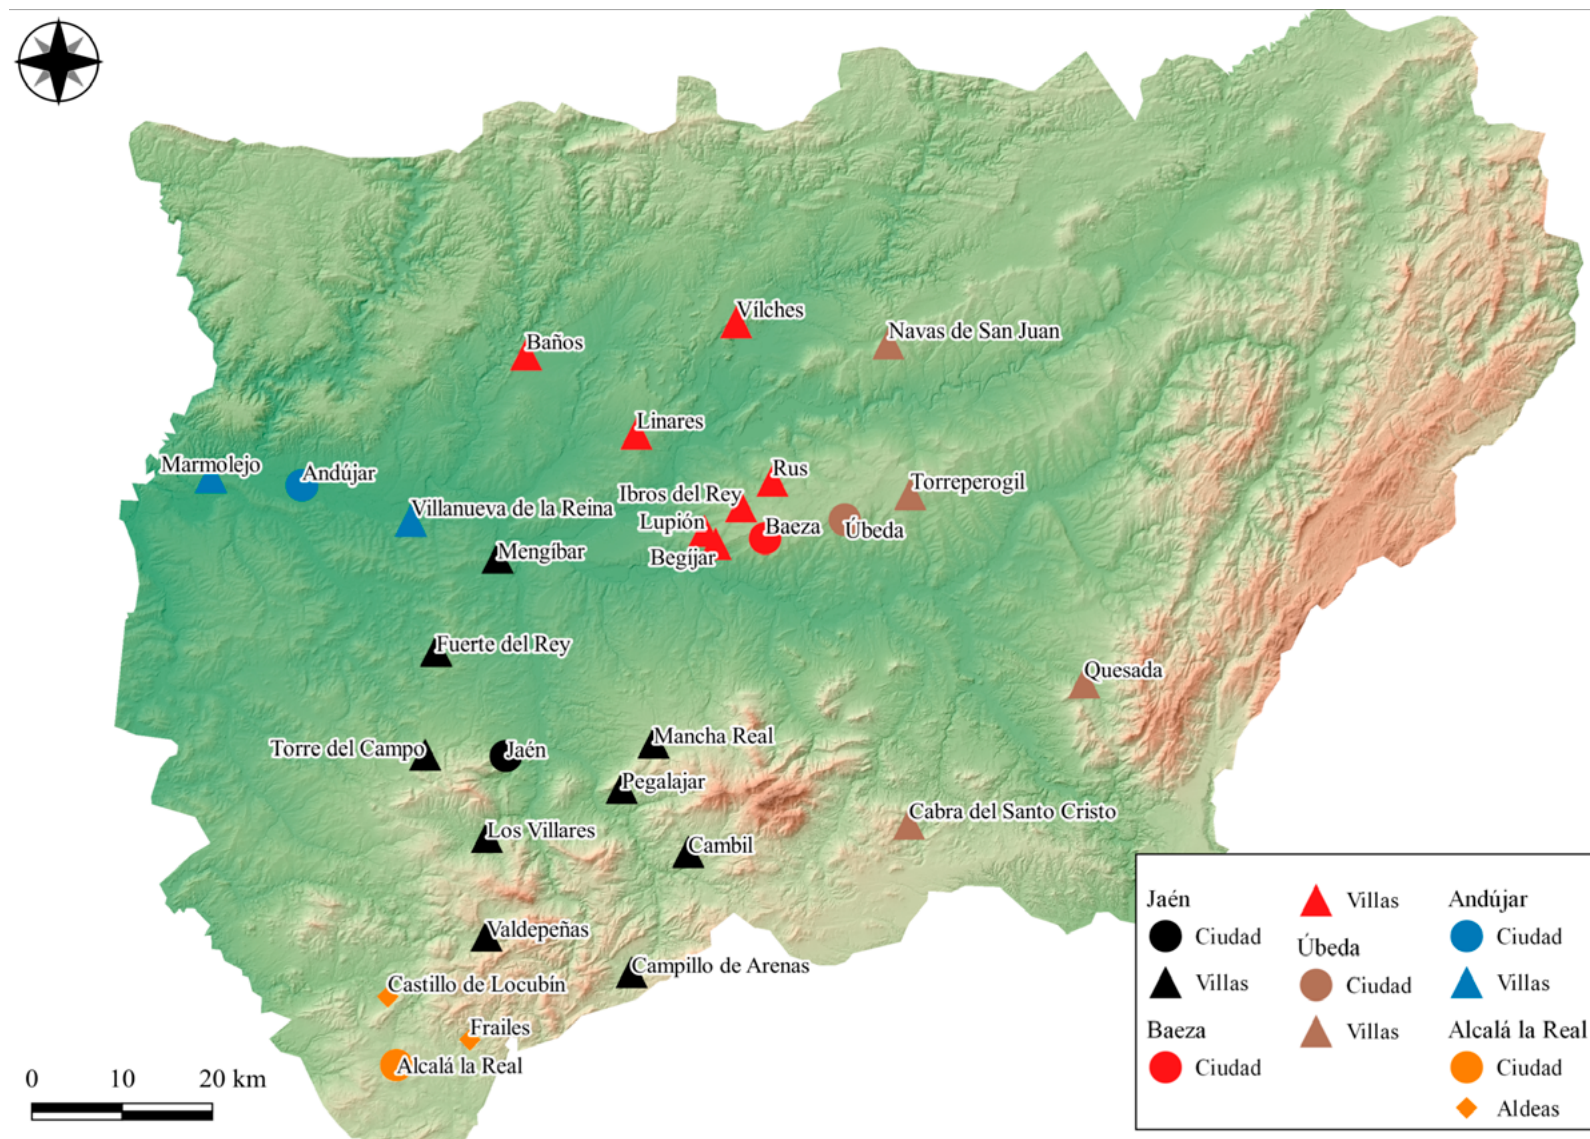 Vílches
Navas de San Juan
Baños
Linares
Marmolejo
Andújar
Rus
Torreperogil
Ibros del Rey
Villanueva de la Reina
Lupión
Baeza
Úbeda
Mengíbar
Begíjar
Fuerte del Rey
Quesada
Torre del Campo
Jaén
Mancha Real
Pegalajar
Cabra del Santo Cristo
Los Villares
Cambil
Valdepeñas
Campillo de Arenas
Castillo de Locubín
Frailes
Alcalá la Real
0 10 20 km
Jaén
Ciudad
Villas
Baeza
Ciudad
Villas
Úbeda
Ciudad
Villas
Andújar
Ciudad
Villas
Alcalá la Real
Ciudad
Aldeas